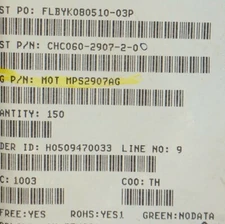 ST PO: FLBYK080510-03P
ST P/N: CHC060-2907-2-00
G P/N: MOT MPS2907AG
ANTITY: 150
DER ID: H0509470033 LINE NO: 9
C: 1003 COO: TH
FREE:YES ROHS:YES1 GREEN:NODATA